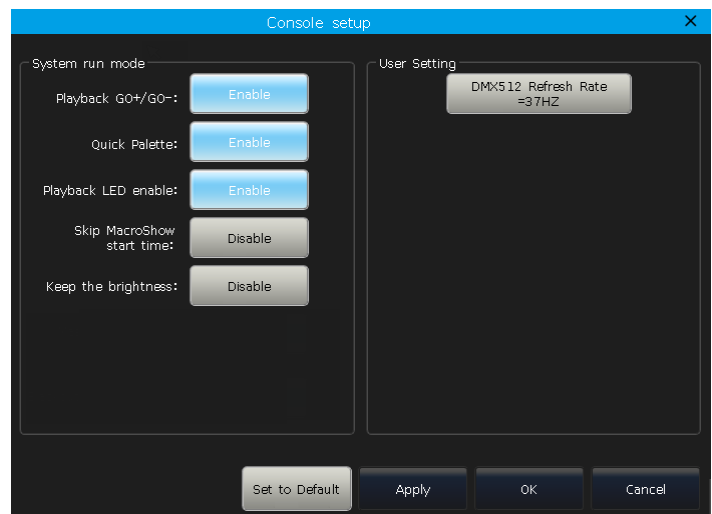 Console setup
System run mode
Playback GO+/GO-:
Enable
Quick Palette:
Enable
Playback LED enable:
Enable
Skip MacroShow
start time:
Disable
Keep the brightness:
Disable
User Setting
DMX512 Refresh Rate
=37HZ
Set to Default
Apply
OK
Cancel